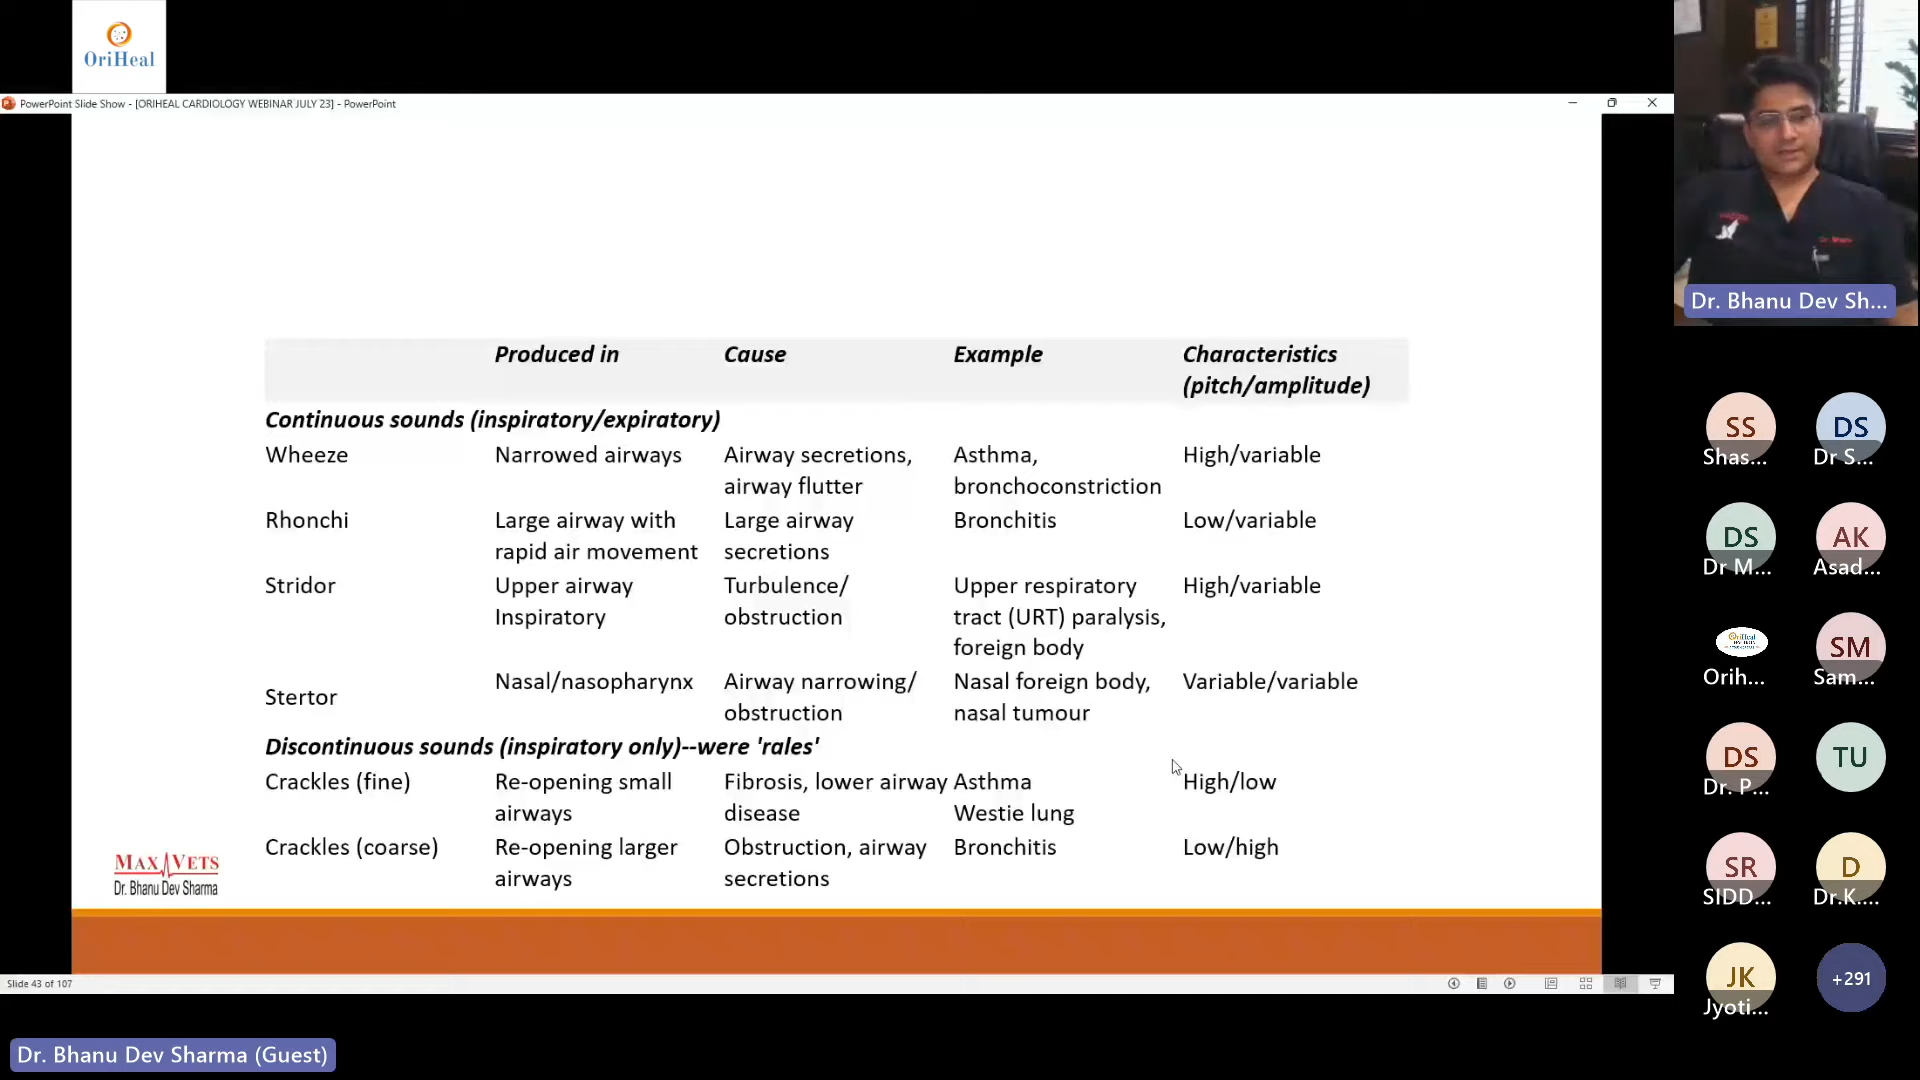 OriHeal
PowerPoint Slide Show - [ORIHEAL CARDIOLOGY WEBINAR JULY 23] - PowerPoint
Dr. Bhanu Dev Sh...
Produced in Cause Example Characteristics
(pitch/amplitude)
Continuous sounds (inspiratory/expiratory)
Wheeze Narrowed airways Airway secretions, Asthma, High/variable
airway flutter bronchoconstriction
Rhonchi Large airway with Large airway Bronchitis Low/variable
rapid air movement secretions
Stridor Upper airway Turbulence/ Upper respiratory High/variable
Inspiratory obstruction tract (URT) paralysis,
foreign body
Stertor Nasal/nasopharynx Airway narrowing/ Nasal foreign body, Variable/variable
obstruction nasal tumour
Discontinuous sounds (inspiratory only)--were 'rales'
Crackles (fine) Re-opening small Fibrosis, lower airway Asthma High/low
airways disease Westie lung
Crackles (coarse) Re-opening larger Obstruction, airway Bronchitis Low/high
airways secretions
MAX VETS
Dr. Bhanu Dev Sharma
Slide 43 of 107
SS DS
Shas... Dr S...
DS AK
Dr M... Asad...
OriHeal SM
Orih... Sam...
DS TU
Dr. P...
SR D
SIDD... Dr.K....
JK +291
Jyoti...
Dr. Bhanu Dev Sharma (Guest)